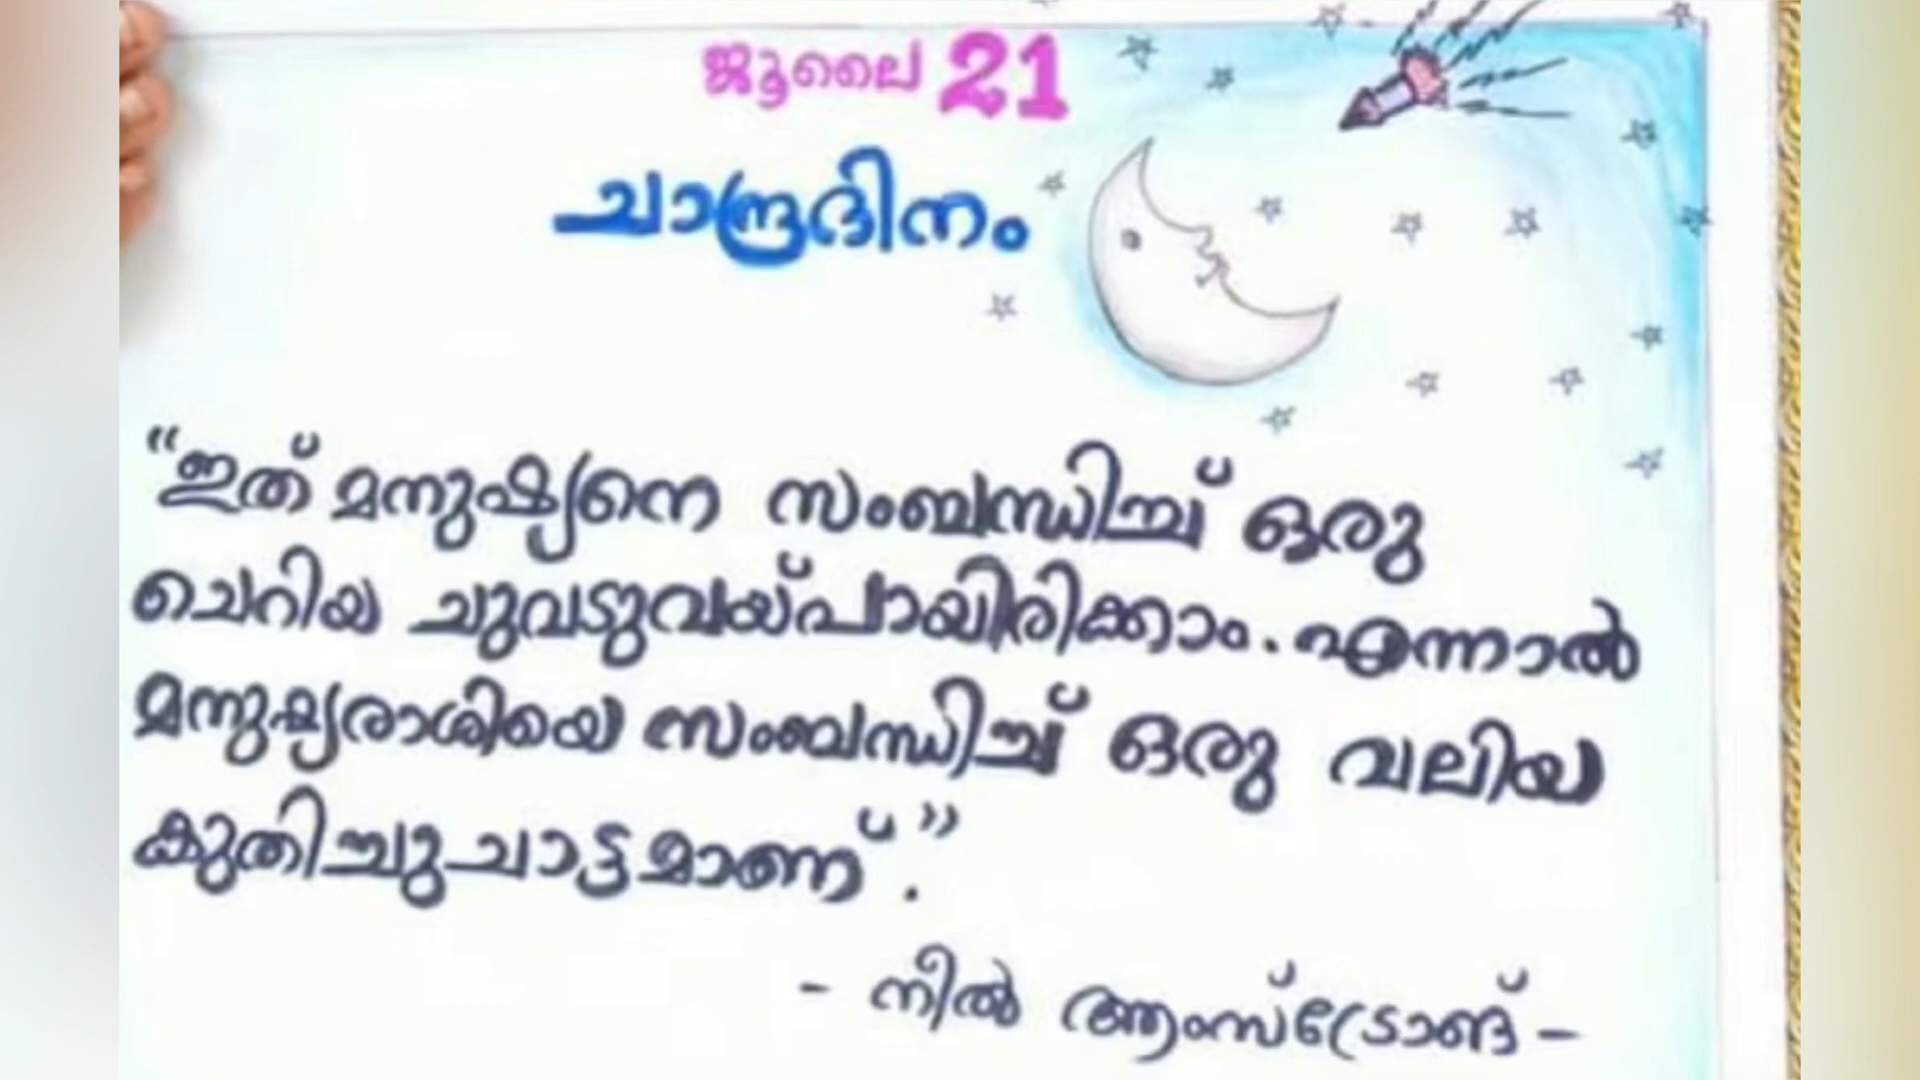 ജൂലൈ 21
ചാന്ദ്രദിനം
“ഇത് മനുഷ്യനെ സംബന്ധിച്ച് ഒരു
ചെറിയ ചുവടുവയ്പായിരിക്കാം. എന്നാൽ
മനുഷ്യരാശിയെ സംബന്ധിച്ച് ഒരു വലിയ
കുതിച്ചുചാട്ടമാണ്”.
- നീൽ ആംസ്ട്രോങ് -